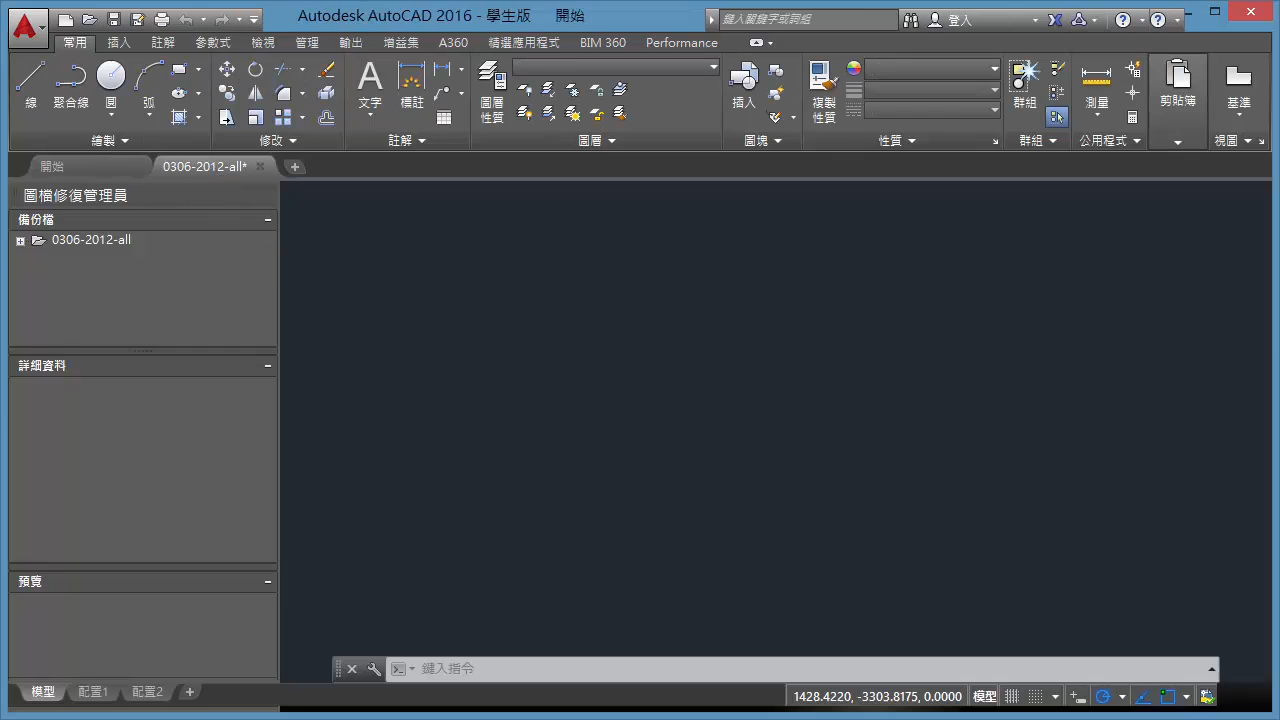 Autodesk AutoCAD 2016 - 學生版 開始
鍵入關鍵字或詞組
登入
常用 插入 註解 參數式 檢視 管理 輸出 增益集 A360 精選應用程式 BIM 360 Performance
線 聚合線 圓 弧
文字 標註
圖層性質
插入
複製性質
群組
測量
剪貼簿
基準
繪製 修改 註解 圖層 圖塊 性質 群組 公用程式 視圖
開始 0306-2012-all*
圖檔修復管理員
備份檔
0306-2012-all
詳細資料
預覽
鍵入指令
模型 配置1 配置2
1428.4220, -3303.8175, 0.0000 模型